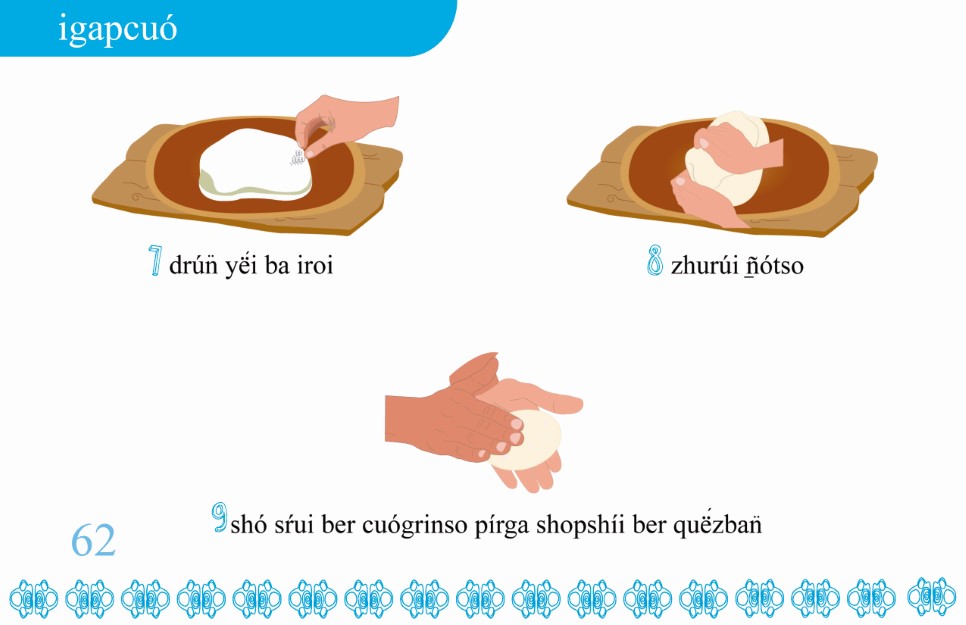 igapcuó
7 drún̈ yë́i ba iroi
8 zhurúi ñ̲ótso
9 shó sŕui ber cuógrinso pírga shopshíi ber quë́zban̈
62